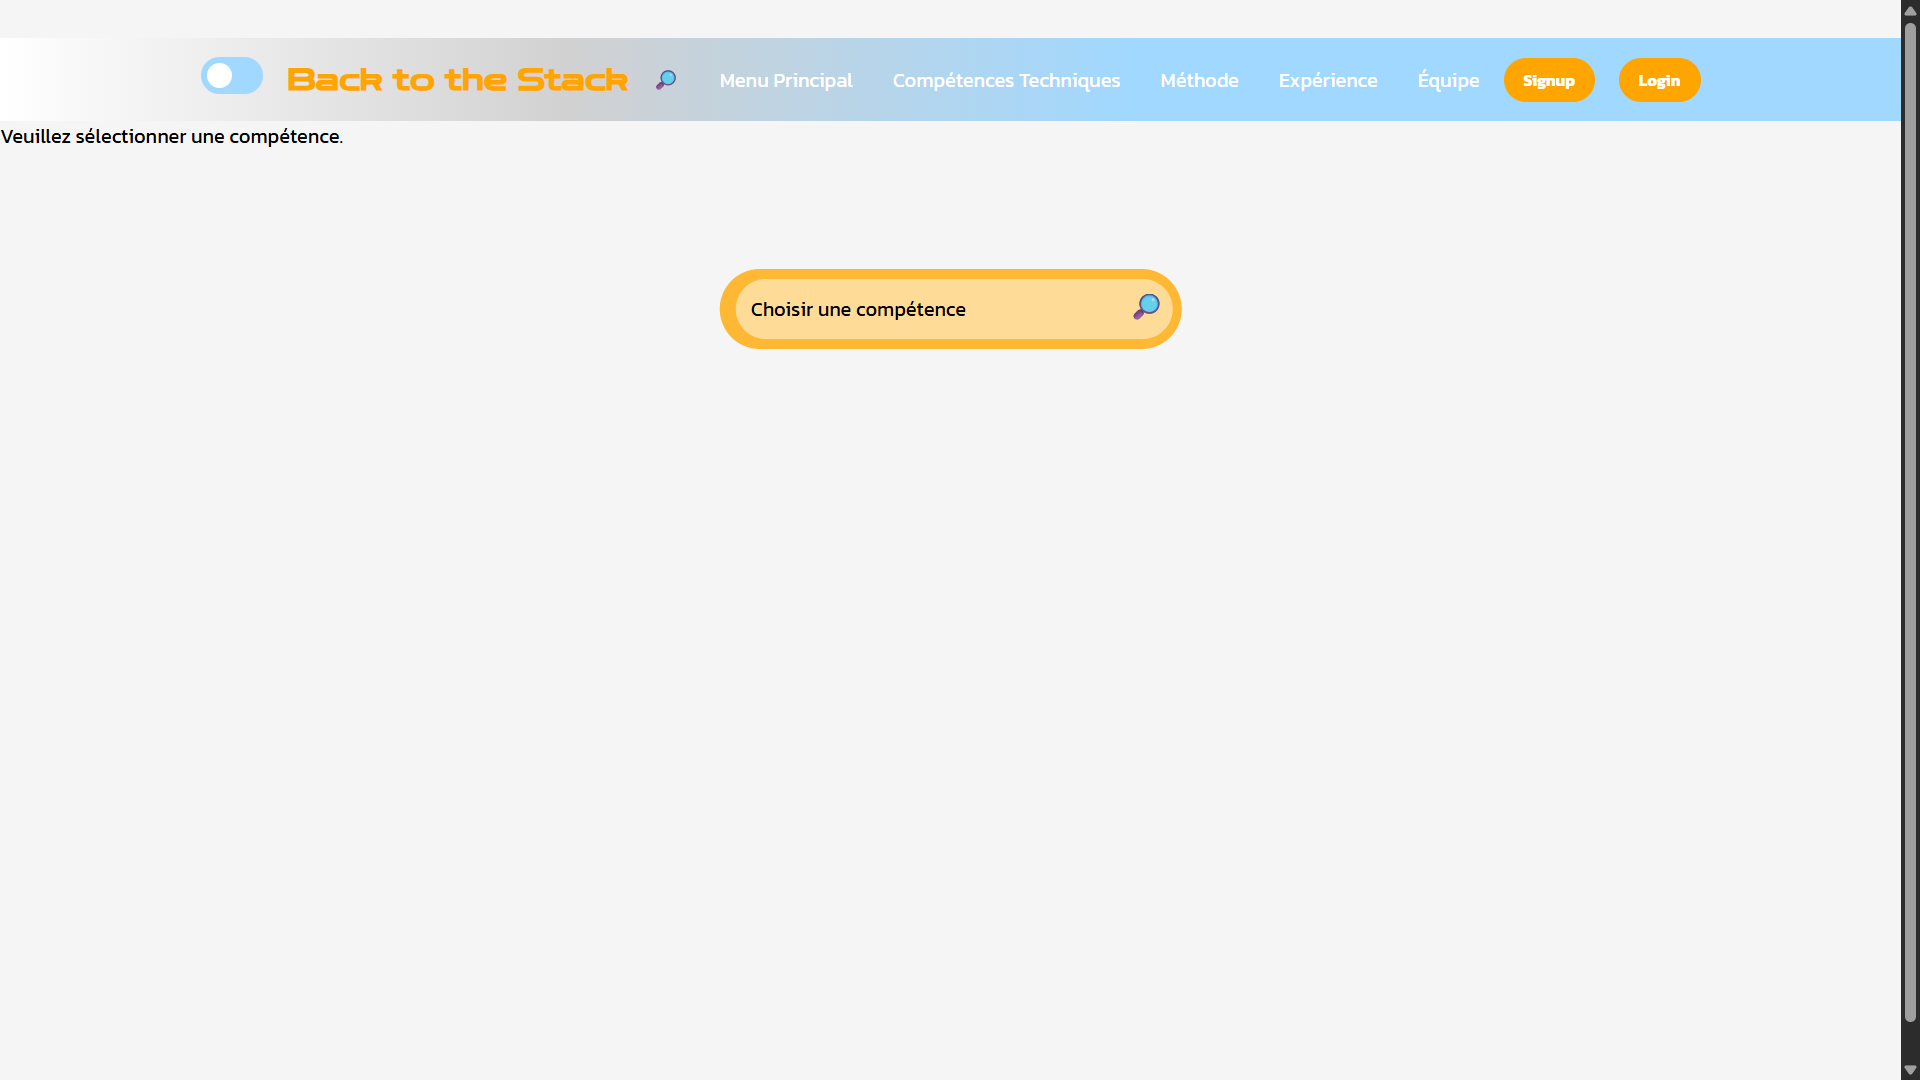 Back to the Stack
Menu Principal
Compétences Techniques
Méthode
Expérience
Équipe
Signup
Login
Veuillez sélectionner une compétence.
Choisir une compétence